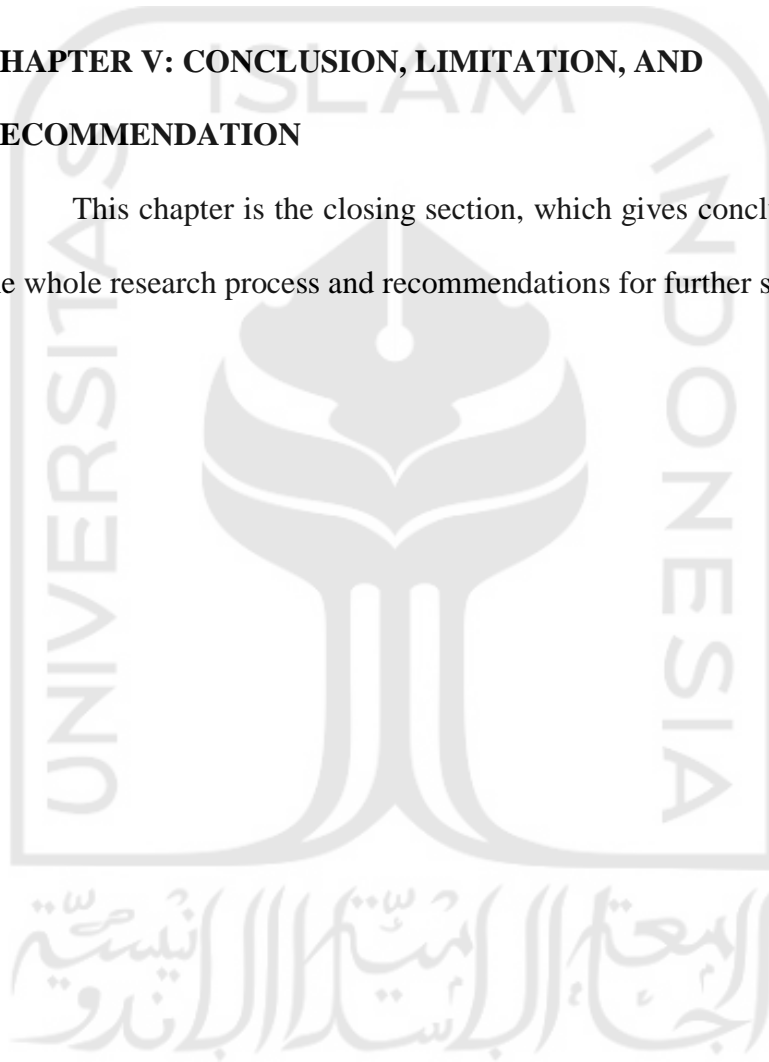 HAPTER V: CONCLUSION, LIMITATION, AND
ECOMMENDATION
This chapter is the closing section, which gives conclu
e whole research process and recommendations for further s
ISLAM
UNIVERSITAS
INDONESIA